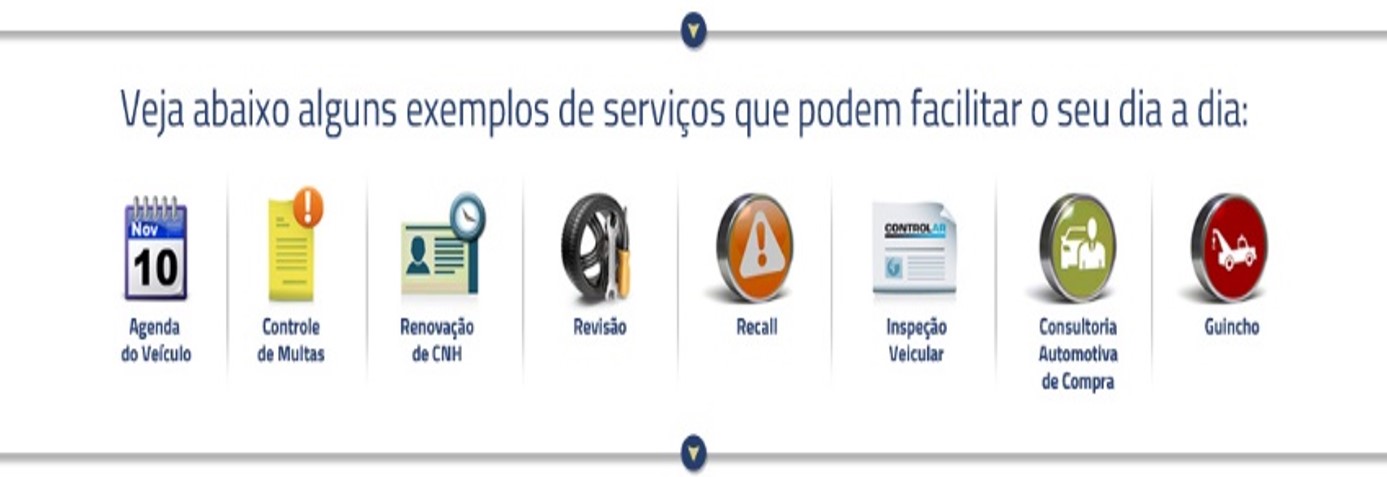 Veja abaixo alguns exemplos de serviços que podem facilitar o seu dia a dia:
Nov
10
Agenda
do Veículo
Controle
de Multas
Renovação
de CNH
Revisão
Recall
CONTROLAR
Inspeção
Veicular
Consultoria
Automotiva
de Compra
Guincho